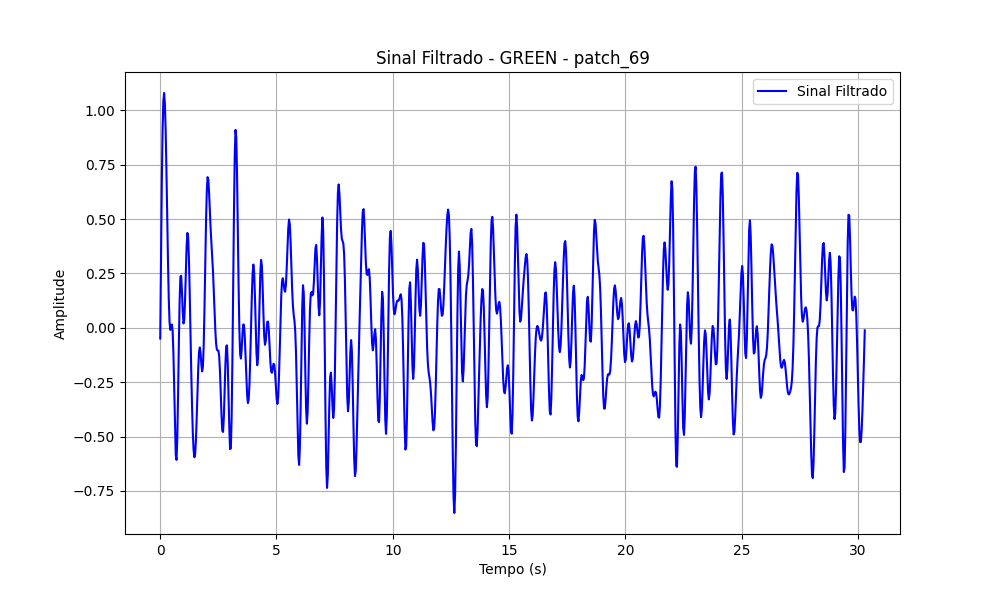 Sinal Filtrado - GREEN - patch_69
Sinal Filtrado
Amplitude
1.00
0.75
0.50
0.25
0.00
−0.25
−0.50
−0.75
0 5 10 15 20 25 30
Tempo (s)